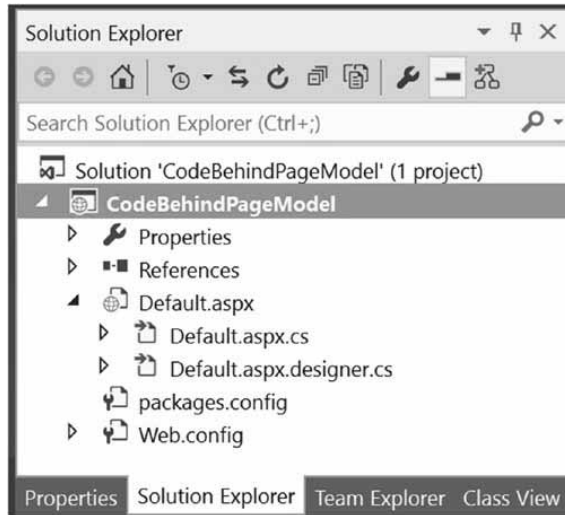 Solution Explorer
Search Solution Explorer (Ctrl+;)
Solution 'CodeBehindPageModel' (1 project)
CodeBehindPageModel
Properties
References
Default.aspx
Default.aspx.cs
Default.aspx.designer.cs
packages.config
Web.config
Properties Solution Explorer Team Explorer Class View